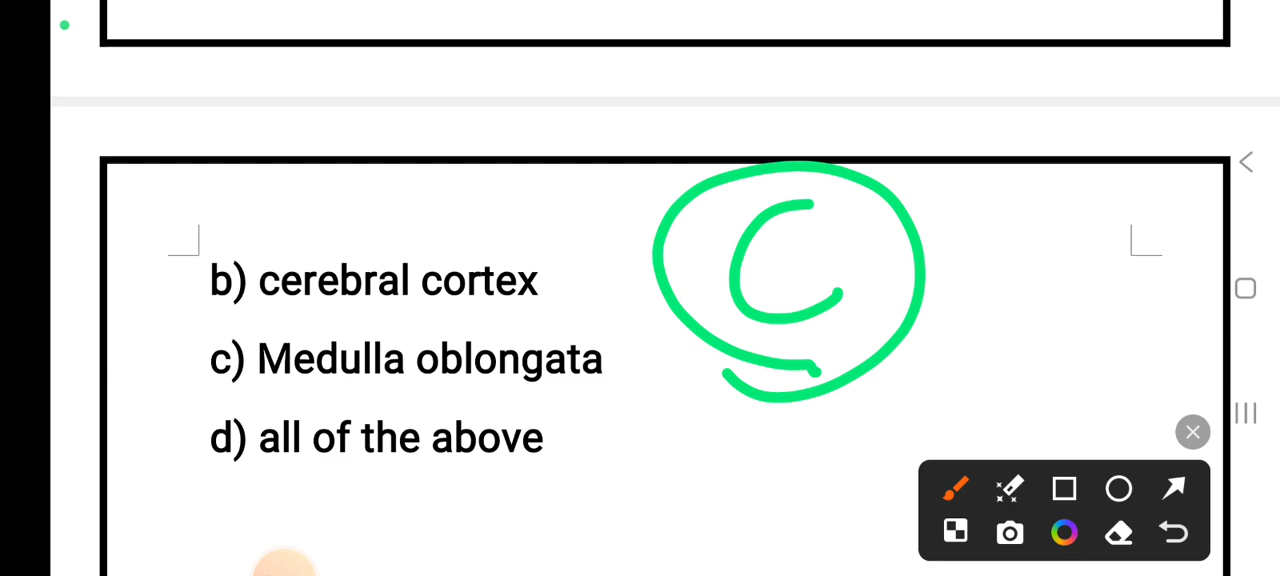 C
b) cerebral cortex
c) Medulla oblongata
d) all of the above